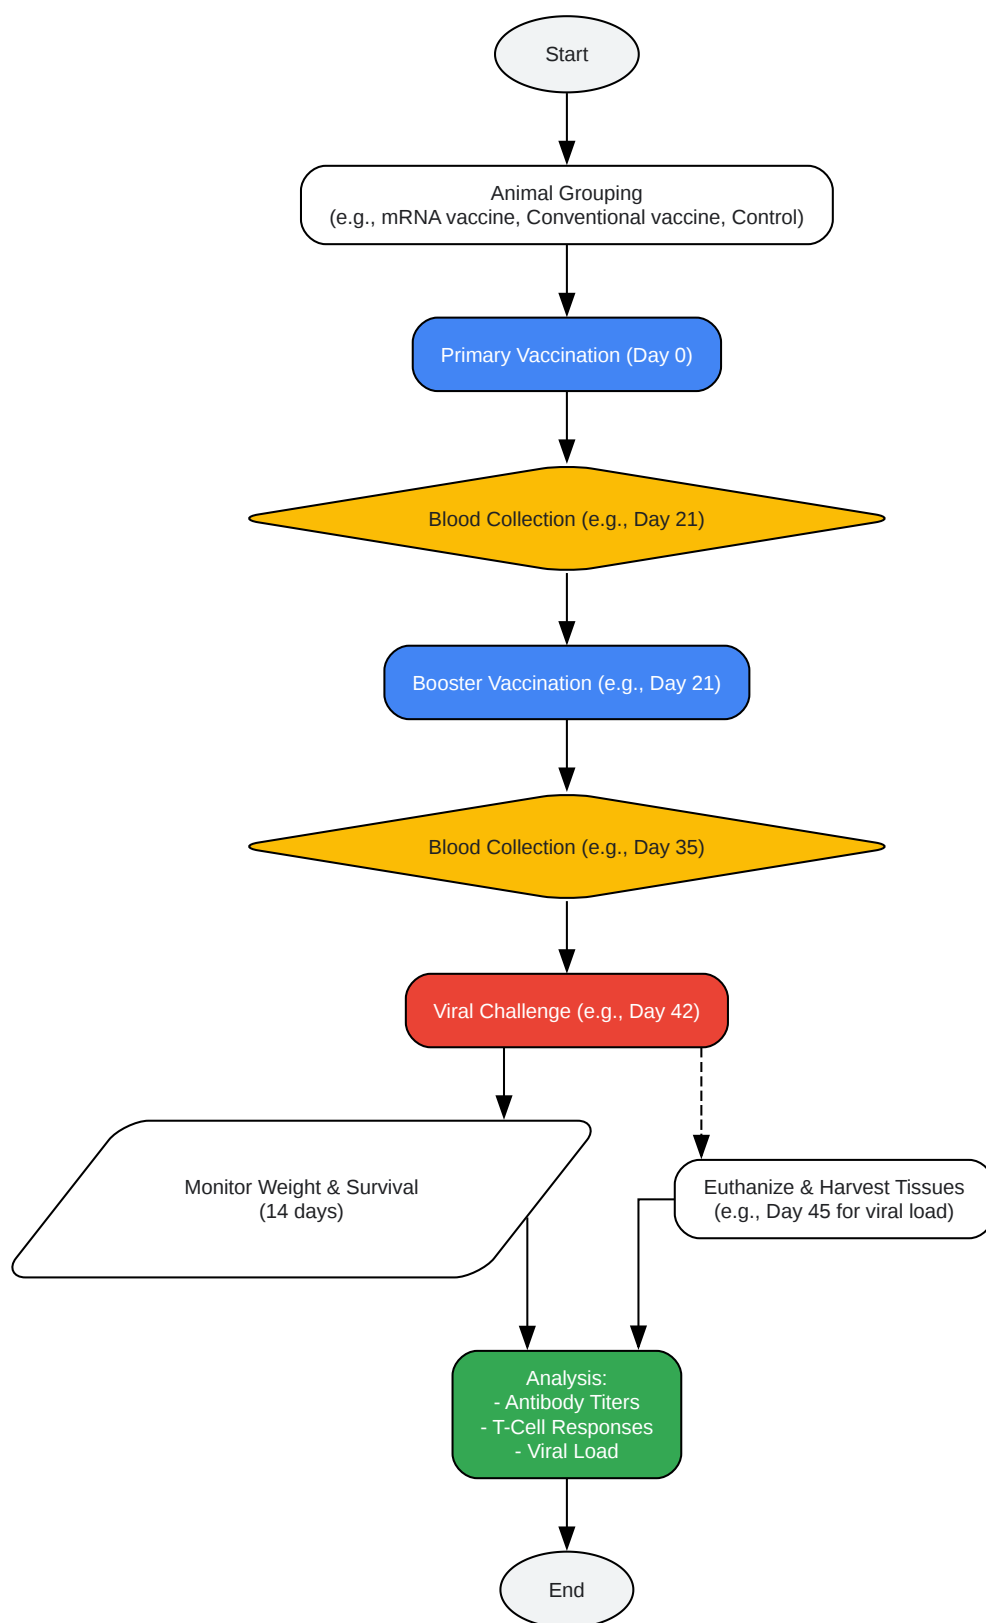 Start
Animal Grouping
(e.g., mRNA vaccine, Conventional vaccine, Control)
Primary Vaccination (Day 0)
Blood Collection (e.g., Day 21)
Booster Vaccination (e.g., Day 21)
Blood Collection (e.g., Day 35)
Viral Challenge (e.g., Day 42)
Monitor Weight & Survival
(14 days)
Euthanize & Harvest Tissues
(e.g., Day 45 for viral load)
Analysis:
- Antibody Titers
- T-Cell Responses
- Viral Load
End